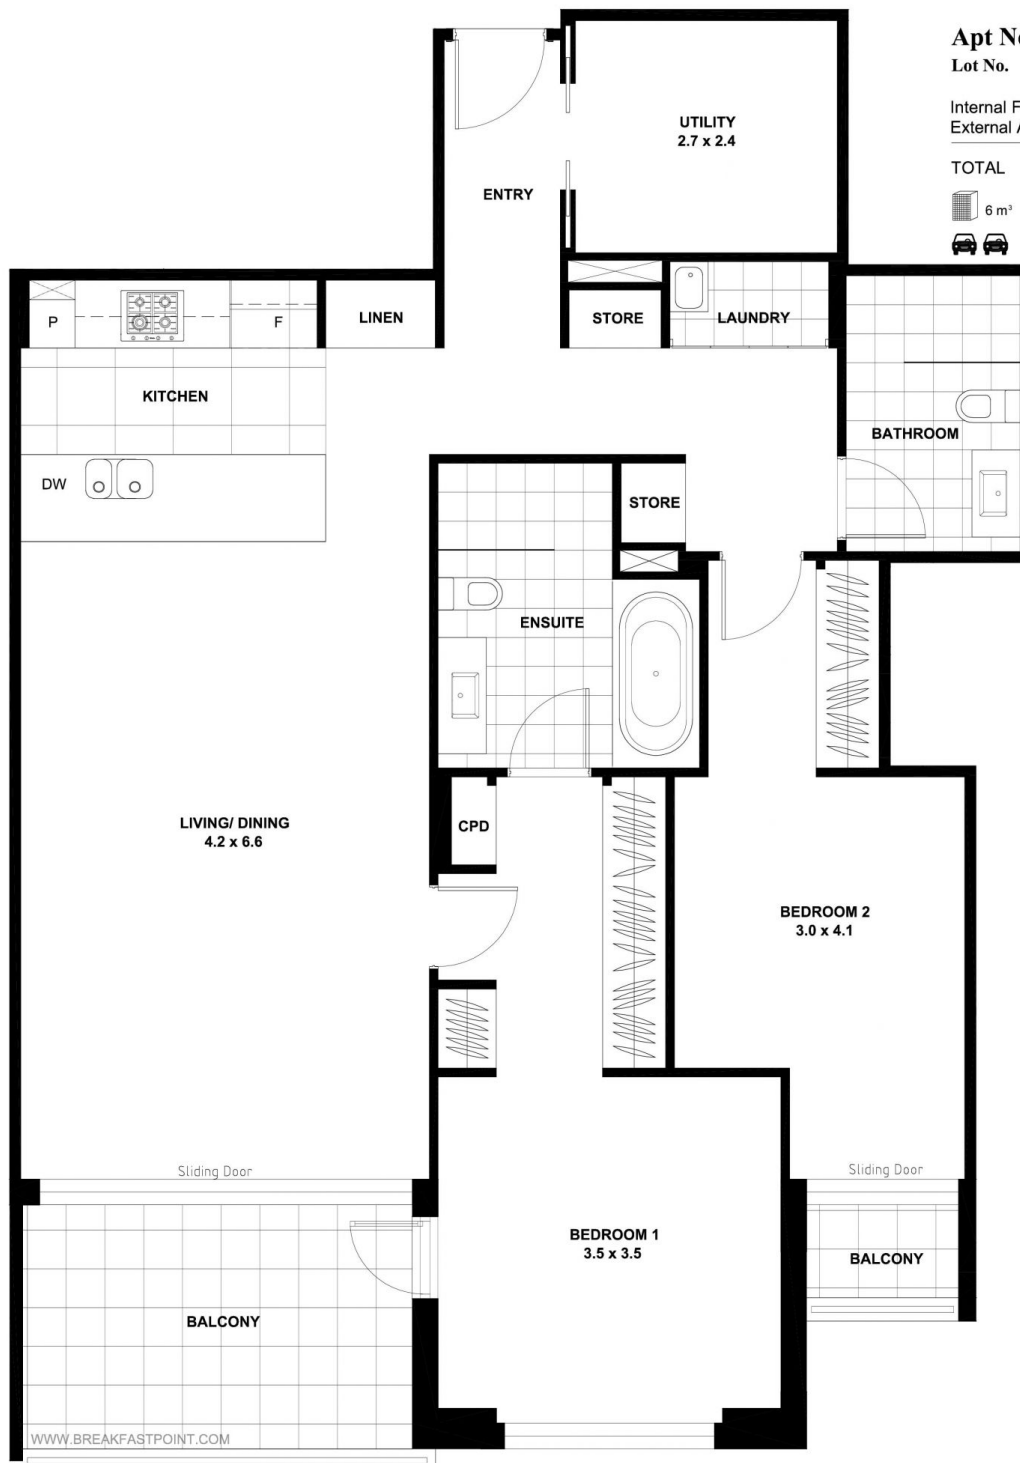 Apt No
Lot No.
Internal F
External A
TOTAL
6 m³
UTILITY
2.7 x 2.4
ENTRY
P
F
LINEN
STORE
LAUNDRY
KITCHEN
BATHROOM
DW
STORE
ENSUITE
LIVING/ DINING
4.2 x 6.6
CPD
BEDROOM 2
3.0 x 4.1
Sliding Door
Sliding Door
BEDROOM 1
3.5 x 3.5
BALCONY
BALCONY
WWW.BREAKFASTPOINT.COM